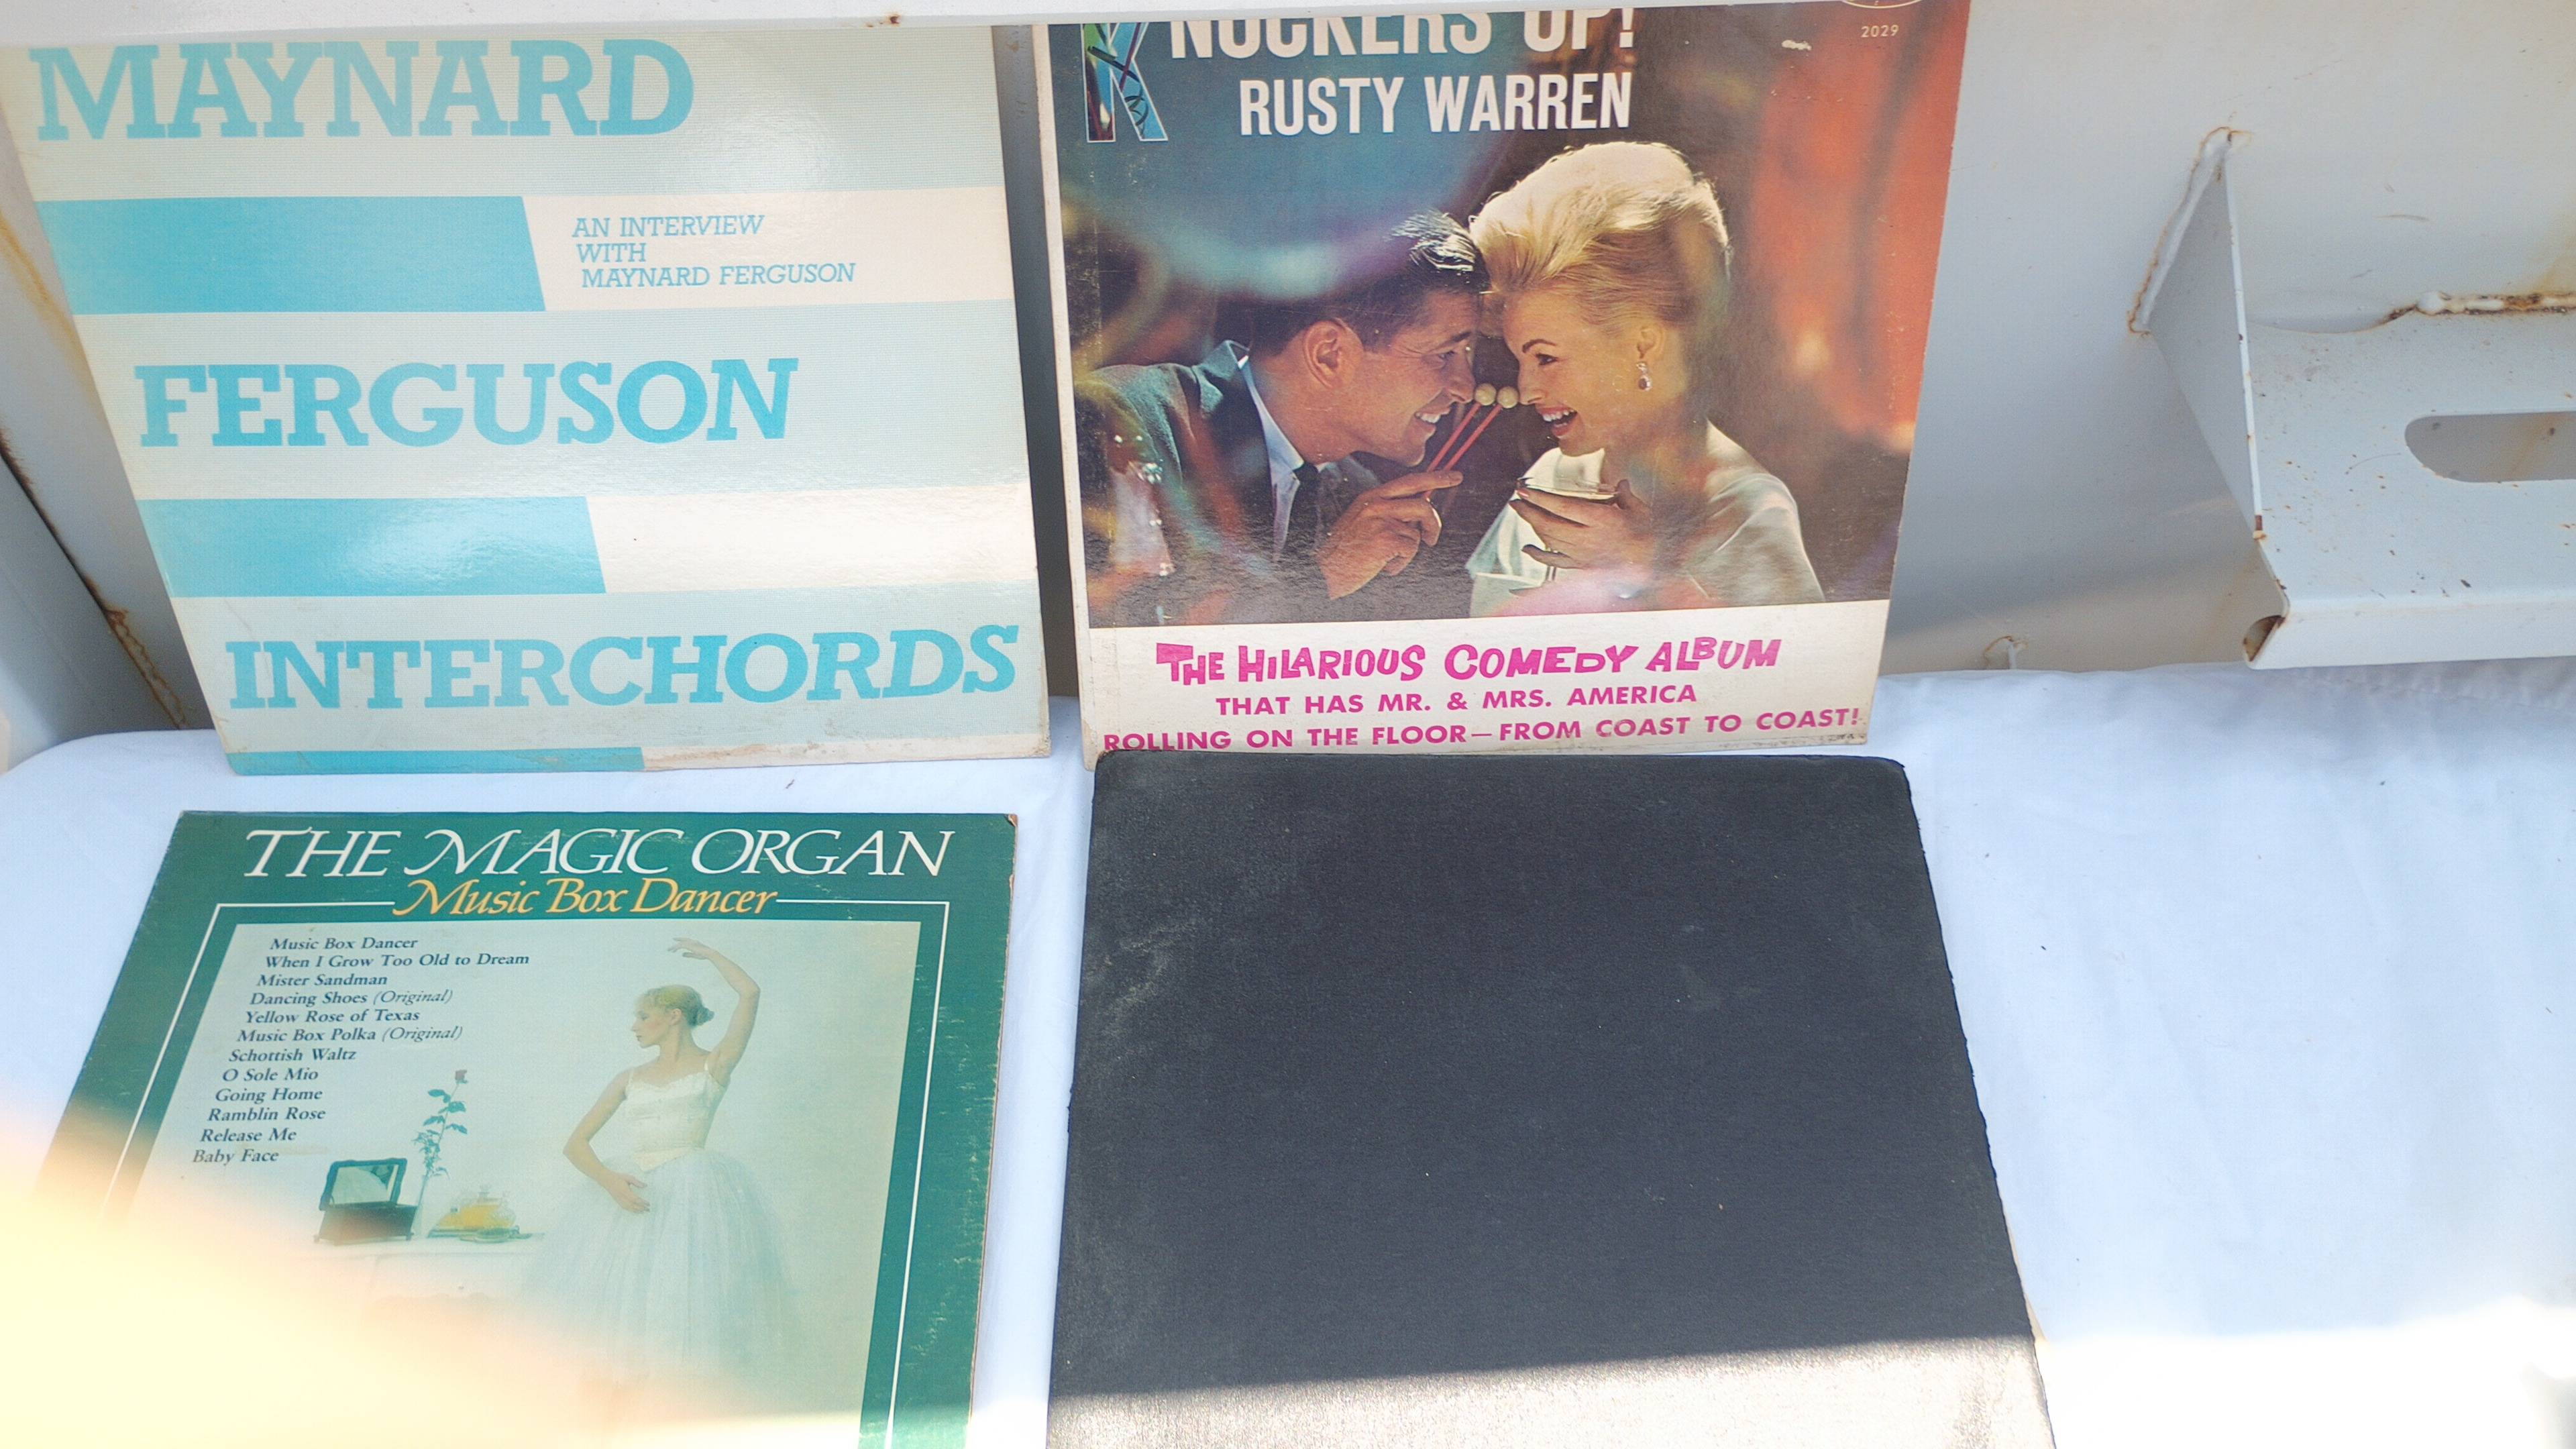 MAYNARD
AN INTERVIEW
WITH
MAYNARD FERGUSON
FERGUSON
INTERCHORDS
KNOCKERS UP!
2029
RUSTY WARREN
THE HILARIOUS COMEDY ALBUM
THAT HAS MR. & MRS. AMERICA
ROLLING ON THE FLOOR—FROM COAST TO COAST!
THE MAGIC ORGAN
Music Box Dancer
Music Box Dancer
When I Grow Too Old to Dream
Mister Sandman
Dancing Shoes (Original)
Yellow Rose of Texas
Music Box Polka (Original)
Schottish Waltz
O Sole Mio
Going Home
Ramblin Rose
Release Me
Baby Face